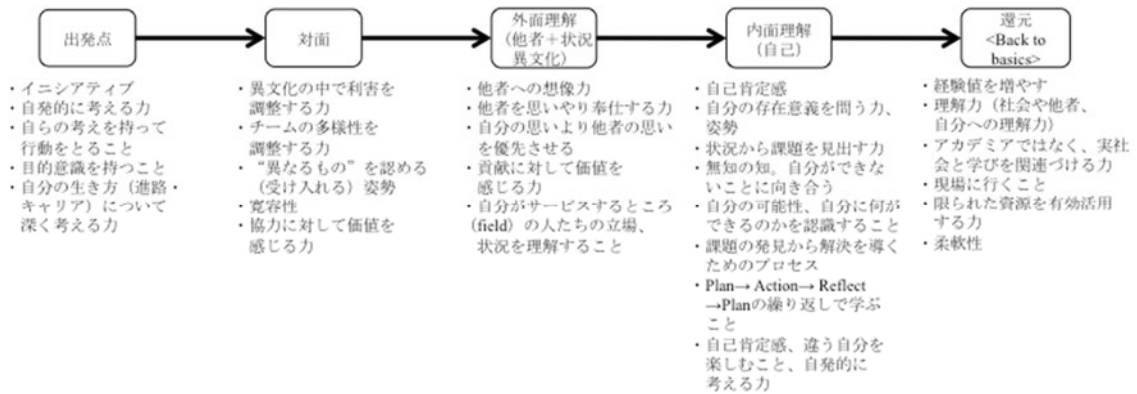 出発点
・イニシアティブ
・自発的に考える力
・自らの考えを持って
行動をとること
・目的意識を持つこと
・自分の生き方（進路・
キャリア）について
深く考える力
対面
・異文化の中で利害を
調整する力
・チームの多様性を
調整する力
・“異なるもの”を認める
（受け入れる）姿勢
・寛容性
・協力に対して価値を
感じる力
外面理解
（他者＋状況
異文化）
・他者への想像力
・他者を思いやり奉仕する力
・自分の思いより他者の思い
を優先させる
・貢献に対して価値を
感じる力
・自分がサービスするところ
(field) の人たちの立場、
状況を理解すること
内面理解
（自己）
・自己肯定感
・自分の存在意義を問う力、
姿勢
・状況から課題を見出す力
・無知の知。自分ができな
いことに向き合う
・自分の可能性、自分に何が
できるのかを認識すること
・課題の発見から解決を導く
ためのプロセス
・Plan→ Action→ Reflect
→Planの繰り返しで学ぶ
こと
・自己肯定感、違う自分を
楽しむこと、自発的に
考える力
還元
<Back to
basics>
・経験値を増やす
・理解力（社会や他者、
自分への理解力）
・アカデミアではなく、実社
会と学びを関連づける力
・現場に行くこと
・限られた資源を有効活用
する力
・柔軟性